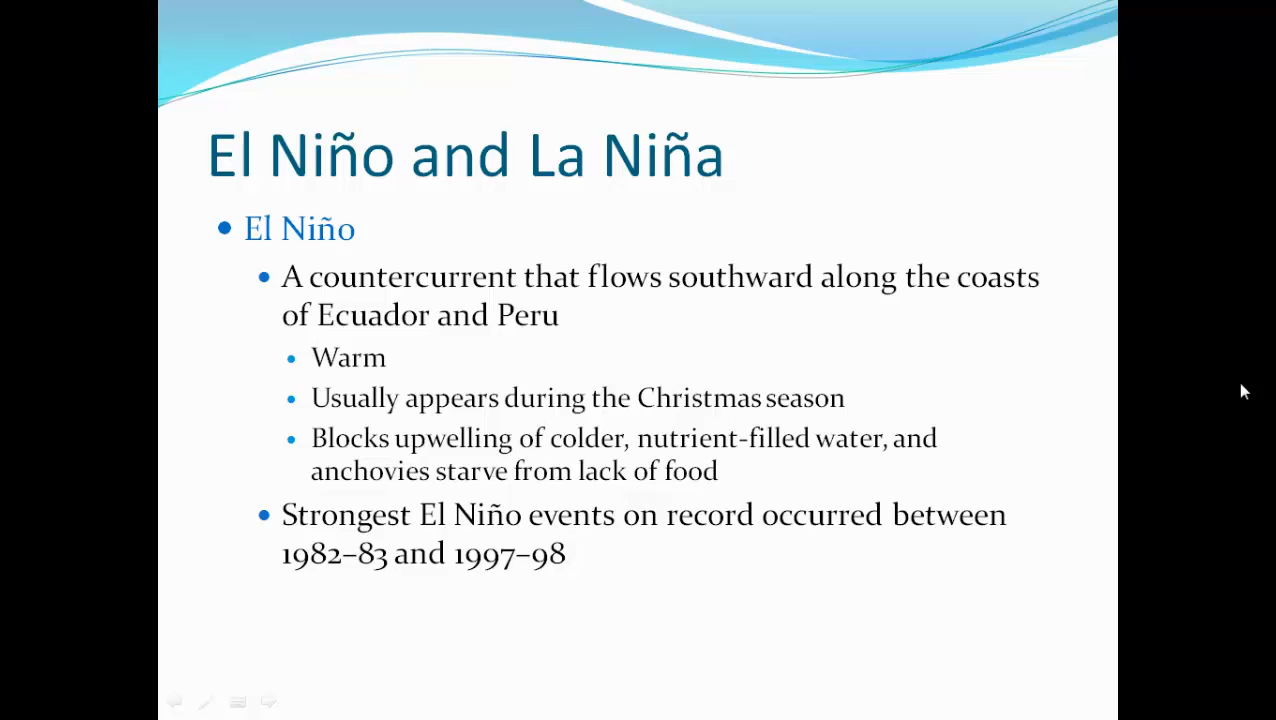 El Niño and La Niña
• El Niño
• A countercurrent that flows southward along the coasts
of Ecuador and Peru
• Warm
• Usually appears during the Christmas season
• Blocks upwelling of colder, nutrient-filled water, and
anchovies starve from lack of food
• Strongest El Niño events on record occurred between
1982–83 and 1997–98